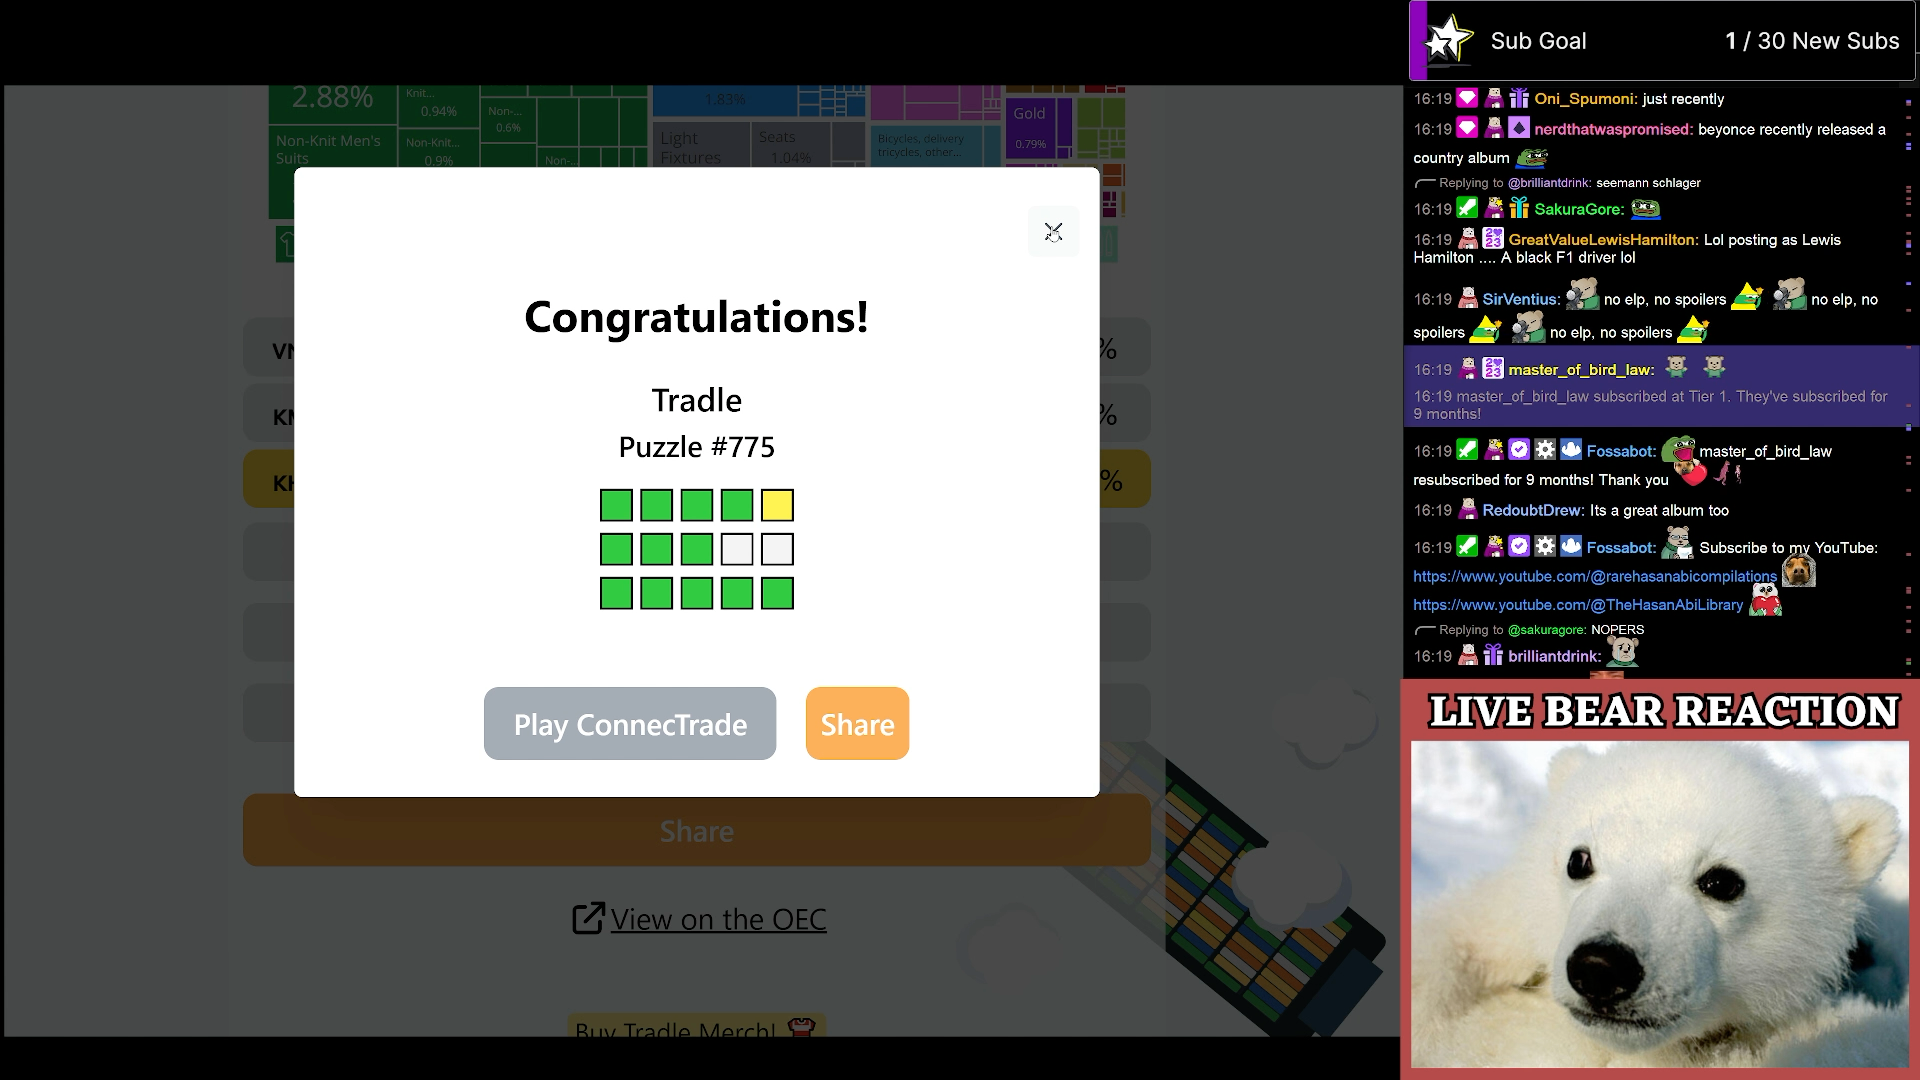 Sub Goal
1 / 30 New Subs
2.88%
Knit...
0.94%
Non-...
0.6%
1.83%
Gold
0.79%
Non-Knit Men's
Suits
Non-Knit...
0.9%
Non-...
Light
Fixtures
Seats
1.04%
Bicycles, delivery
tricycles, other...
%
%
%
Congratulations!
Tradle
Puzzle #775
Play ConnecTrade
Share
Share
View on the OEC
Buy Tradle Merch!
16:19 Oni_Spumoni: just recently
16:19 nerdthatwaspromised: beyonce recently released a
country album
Replying to @brilliantdrink: seemann schlager
16:19 SakuraGore:
16:19 GreatValueLewisHamilton: Lol posting as Lewis
Hamilton .... A black F1 driver lol
16:19 SirVentius: no elp, no spoilers no elp, no
spoilers no elp, no spoilers
16:19 master_of_bird_law:
16:19 master_of_bird_law subscribed at Tier 1. They've subscribed for
9 months!
16:19 Fossabot: master_of_bird_law
resubscribed for 9 months! Thank you
16:19 RedoubtDrew: Its a great album too
16:19 Fossabot: Subscribe to my YouTube:
https://www.youtube.com/@rarehasanabicompilations
https://www.youtube.com/@TheHasanAbiLibrary
Replying to @sakuragore: NOPERS
16:19 brilliantdrink:
LIVE BEAR REACTION